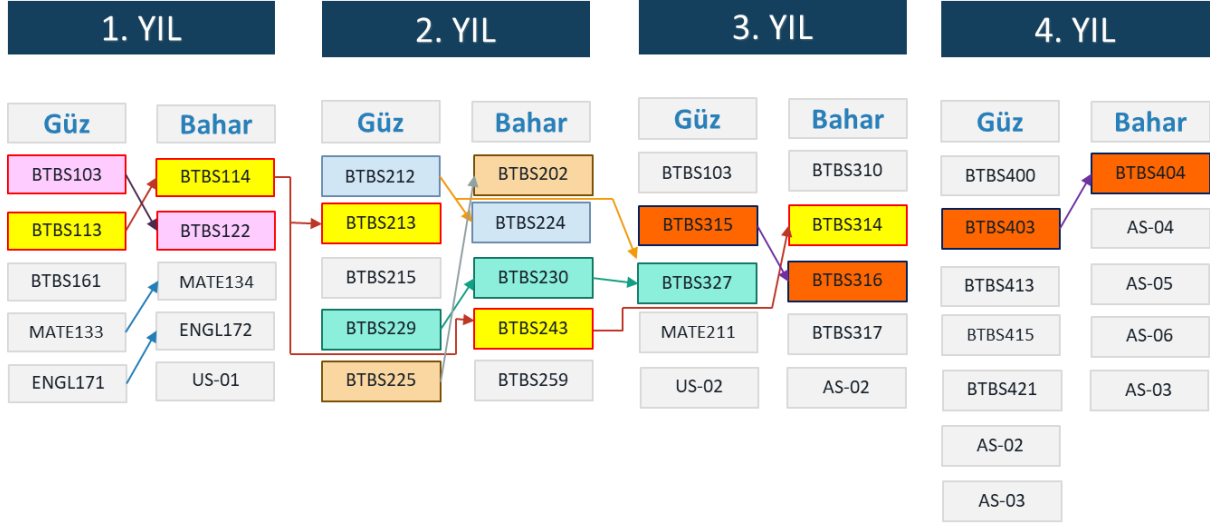 1. YIL
2. YIL
3. YIL
4. YIL
Güz
Bahar
Güz
Bahar
Güz
Bahar
Güz
Bahar
BTBS103
BTBS113
BTBS161
MATE133
ENGL171
BTBS114
BTBS122
MATE134
ENGL172
US-01
BTBS212
BTBS213
BTBS215
BTBS229
BTBS225
BTBS202
BTBS224
BTBS230
BTBS243
BTBS259
BTBS103
BTBS315
BTBS327
MATE211
US-02
BTBS310
BTBS314
BTBS316
BTBS317
AS-02
BTBS400
BTBS403
BTBS413
BTBS415
BTBS421
AS-02
AS-03
BTBS404
AS-04
AS-05
AS-06
AS-03